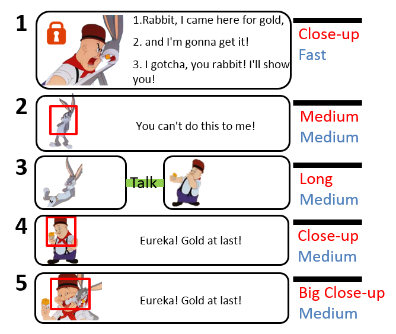 1
1.Rabbit, I came here for gold,
2. and I'm gonna get it!
3. I gotcha, you rabbit! I'll show
you!
Close-up
Fast
2
You can't do this to me!
Medium
Medium
3
Talk
Long
Medium
4
Eureka! Gold at last!
Close-up
Medium
5
Eureka! Gold at last!
Big Close-up
Medium